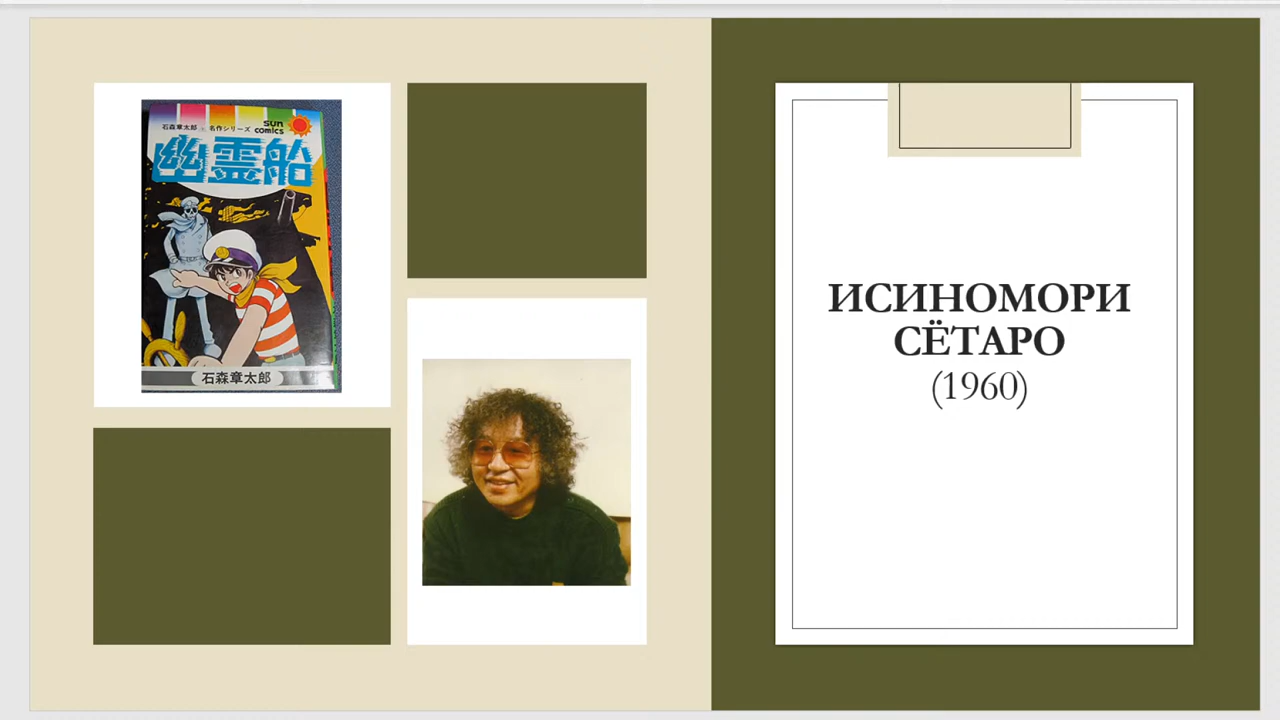 石森章太郎 名作シリーズ
sun
comics
幽霊船
石森章太郎
ИСИНОМОРИ
СЁТАРО
(1960)